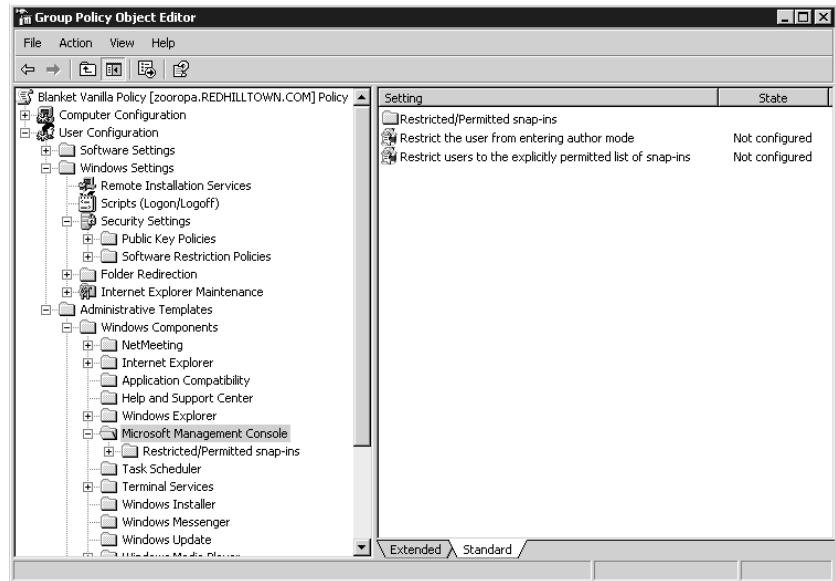 Group Policy Object Editor
File Action View Help
Blanket Vanilla Policy [zooropa.REDHILLTOWN.COM] Policy
Computer Configuration
User Configuration
Software Settings
Windows Settings
Remote Installation Services
Scripts (Logon/Logoff)
Security Settings
Public Key Policies
Software Restriction Policies
Folder Redirection
Internet Explorer Maintenance
Administrative Templates
Windows Components
NetMeeting
Internet Explorer
Application Compatibility
Help and Support Center
Windows Explorer
Microsoft Management Console
Restricted/Permitted snap-ins
Task Scheduler
Terminal Services
Windows Installer
Windows Messenger
Windows Update
Windows Media Player
Setting State
Restricted/Permitted snap-ins
Restrict the user from entering author mode Not configured
Restrict users to the explicitly permitted list of snap-ins Not configured
Extended Standard